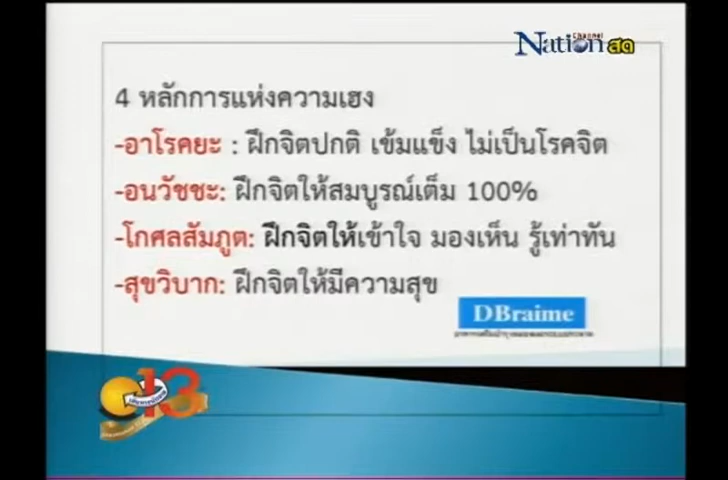 Nation Channel สด
4 หลักการแห่งความเฮง
-อาโรคยะ : ฝึกจิตปกติ เข้มแข็ง ไม่เป็นโรคจิต
-อนวัชชะ: ฝึกจิตให้สมบูรณ์เต็ม 100%
-โกศลสัมภูต: ฝึกจิตให้เข้าใจ มองเห็น รู้เท่าทัน
-สุขวิบาก: ฝึกจิตให้มีความสุข
DBraime
13